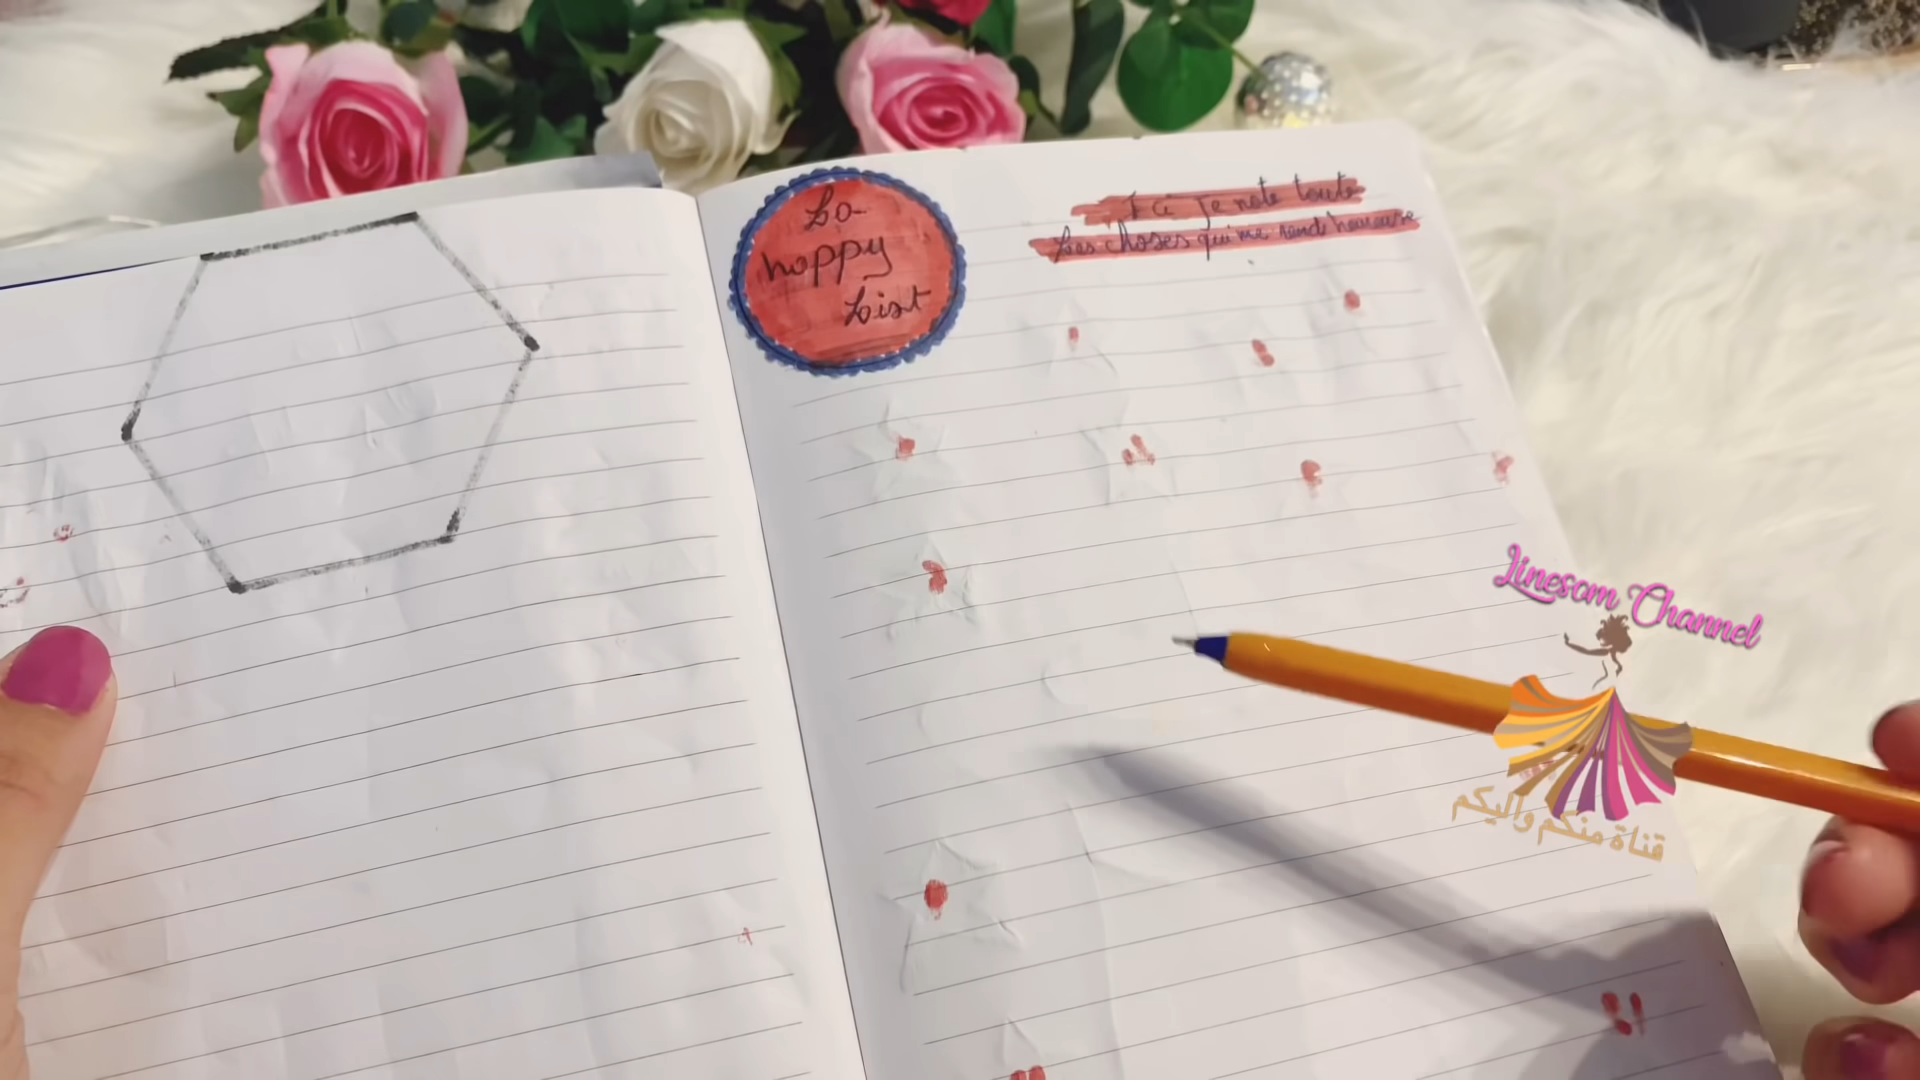 La
happy
List
Ici je note toute
Les choses qui me rend heureuse
Linesom Channel
قناة منكم واليكم